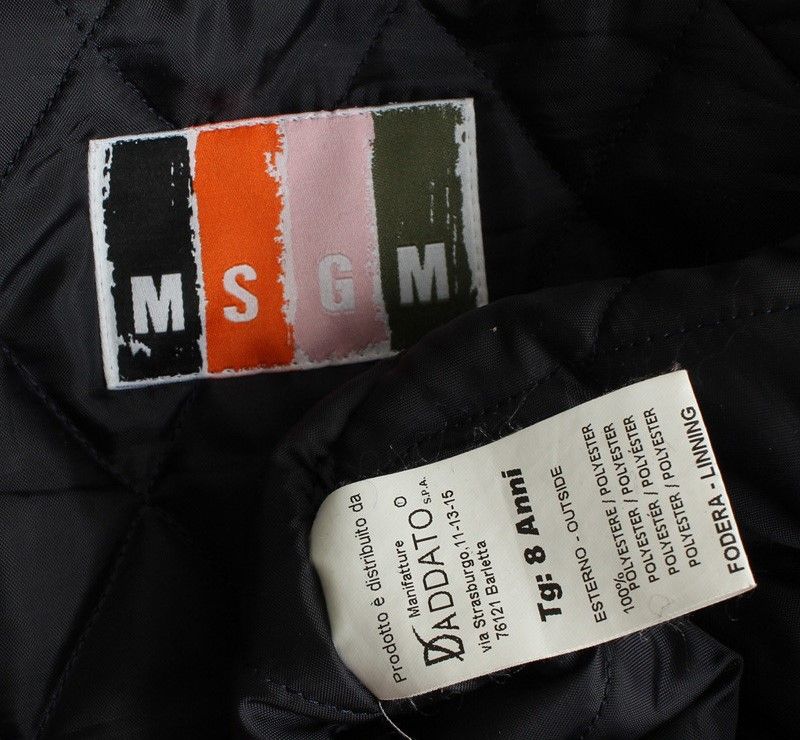 MSGM
Prodotto è distribuito da
Manifatture
DADDATO S.P.A.
via Strasburgo,11-13-15
76121 Barletta
Tg: 8 Anni
ESTERNO - OUTSIDE
100%POLYESTERE / POLYESTER
POLYESTER / POLYESTER
POLYESTÉR / POLYESTER
POLYESTER / POLYESTER
FODERA - LINNING